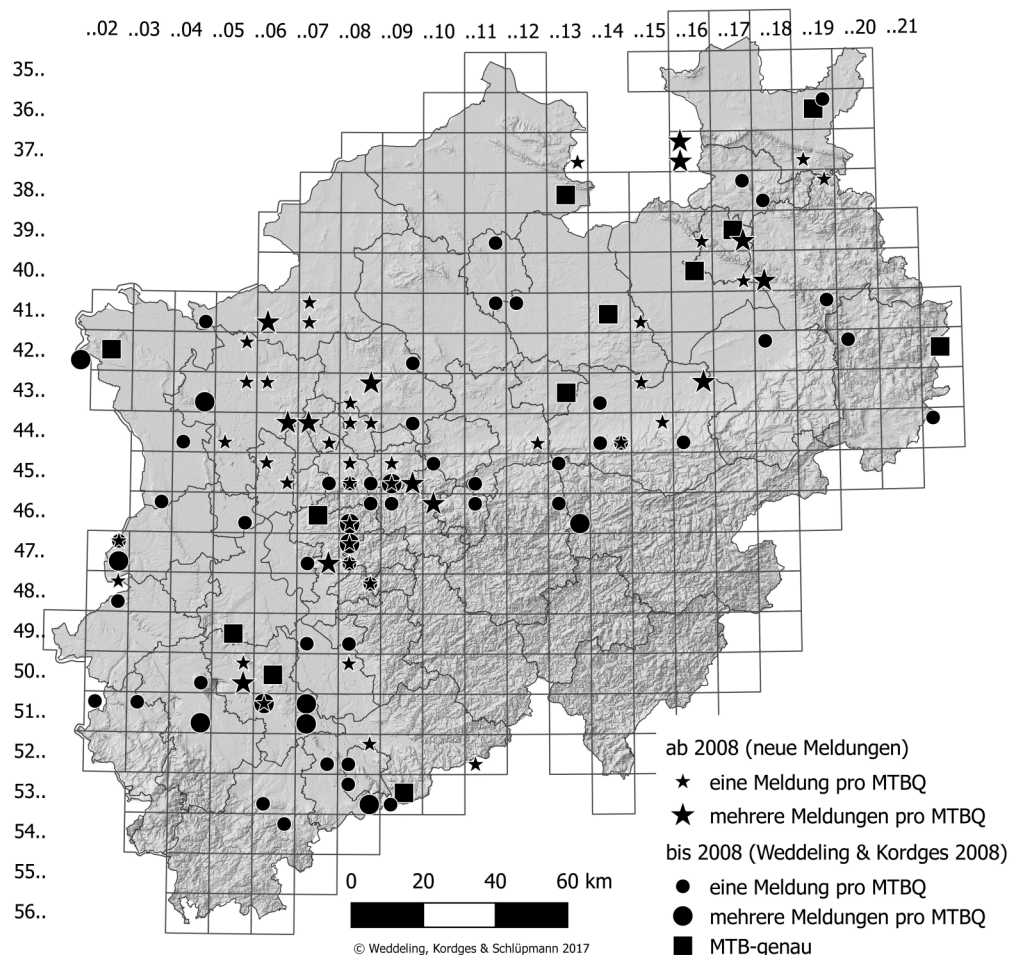 ..02 ..04 ..05 ..06 ..07 ..08 ..09 ..10 ..11 ..13 ..14 ..15 ..16 ..17 ..18 ..19 ..20 ..21
35..
36..
37..
38..
39..
40..
41..
42..
43..
44..
45..
46..
47..
48..
49..
50..
51..
52..
53..
54..
55..
56..
ab 2008 (neue Meldungen)
eine Meldung pro MTBQ
mehrere Meldungen pro MTBQ
bis 2008 (Weddeling & Kordges 2008)
eine Meldung pro MTBQ
mehrere Meldungen pro MTBQ
MTB-genau
0 20 40 60 km
© Weddeling, Kordges & Schlüpmann 2017